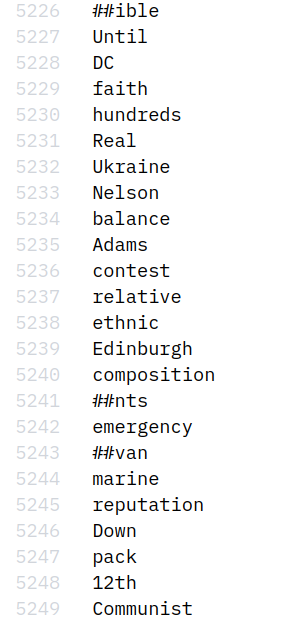 5226 ##ible
5227 Until
5228 DC
5229 faith
5230 hundreds
5231 Real
5232 Ukraine
5233 Nelson
5234 balance
5235 Adams
5236 contest
5237 relative
5238 ethnic
5239 Edinburgh
5240 composition
5241 ##nts
5242 emergency
5243 ##van
5244 marine
5245 reputation
5246 Down
5247 pack
5248 12th
5249 Communist